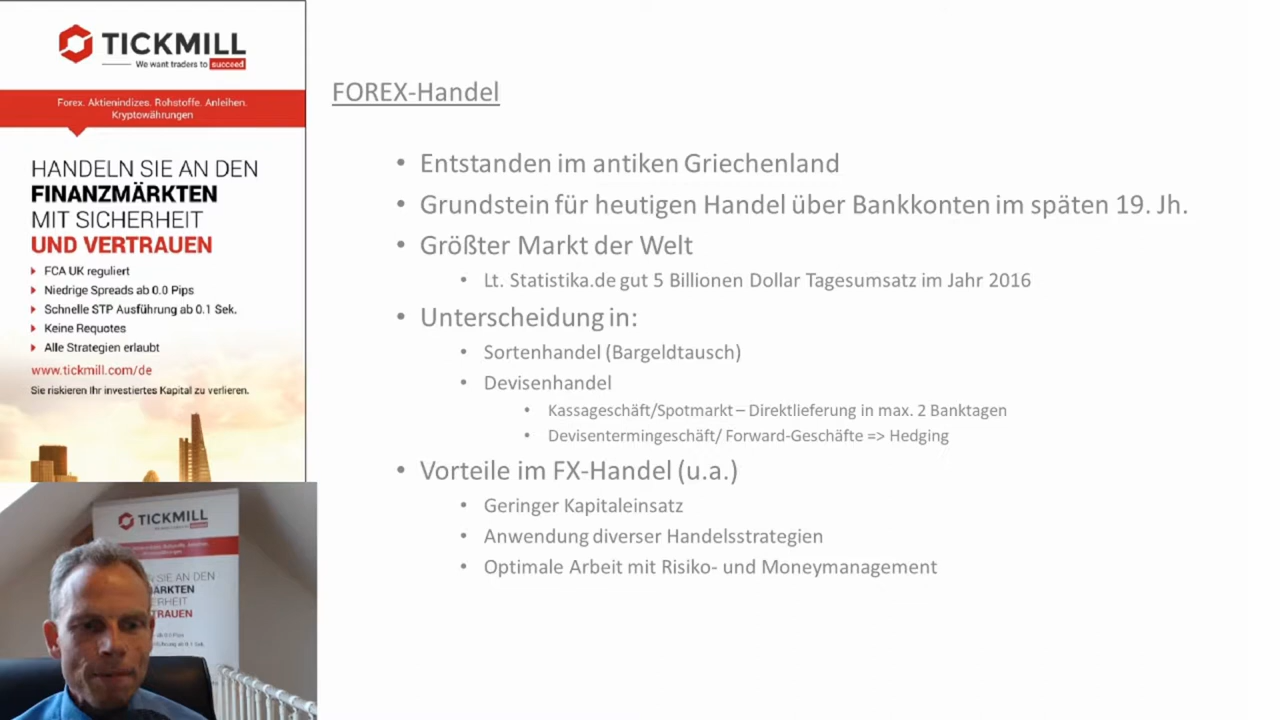 TICKMILL
We want traders to succeed
Forex. Aktienindizes. Rohstoffe. Anleihen.
Kryptowährungen
HANDELN SIE AN DEN
FINANZMÄRKTEN
MIT SICHERHEIT
UND VERTRAUEN
FCA UK reguliert
Niedrige Spreads ab 0.0 Pips
Schnelle STP Ausführung ab 0.1 Sek.
Keine Requotes
Alle Strategien erlaubt
www.tickmill.com/de
Sie riskieren Ihr investiertes Kapital zu verlieren.
TICKMILL
SIE AN DEN
MÄRKTEN
ERHEIT
TRAUEN
FOREX-Handel
• Entstanden im antiken Griechenland
• Grundstein für heutigen Handel über Bankkonten im späten 19. Jh.
• Größter Markt der Welt
• Lt. Statistika.de gut 5 Billionen Dollar Tagesumsatz im Jahr 2016
• Unterscheidung in:
• Sortenhandel (Bargeldtausch)
• Devisenhandel
• Kassageschäft/Spotmarkt – Direktlieferung in max. 2 Banktagen
• Devisentermingeschäft/ Forward-Geschäfte => Hedging
• Vorteile im FX-Handel (u.a.)
• Geringer Kapitaleinsatz
• Anwendung diverser Handelsstrategien
• Optimale Arbeit mit Risiko- und Moneymanagement